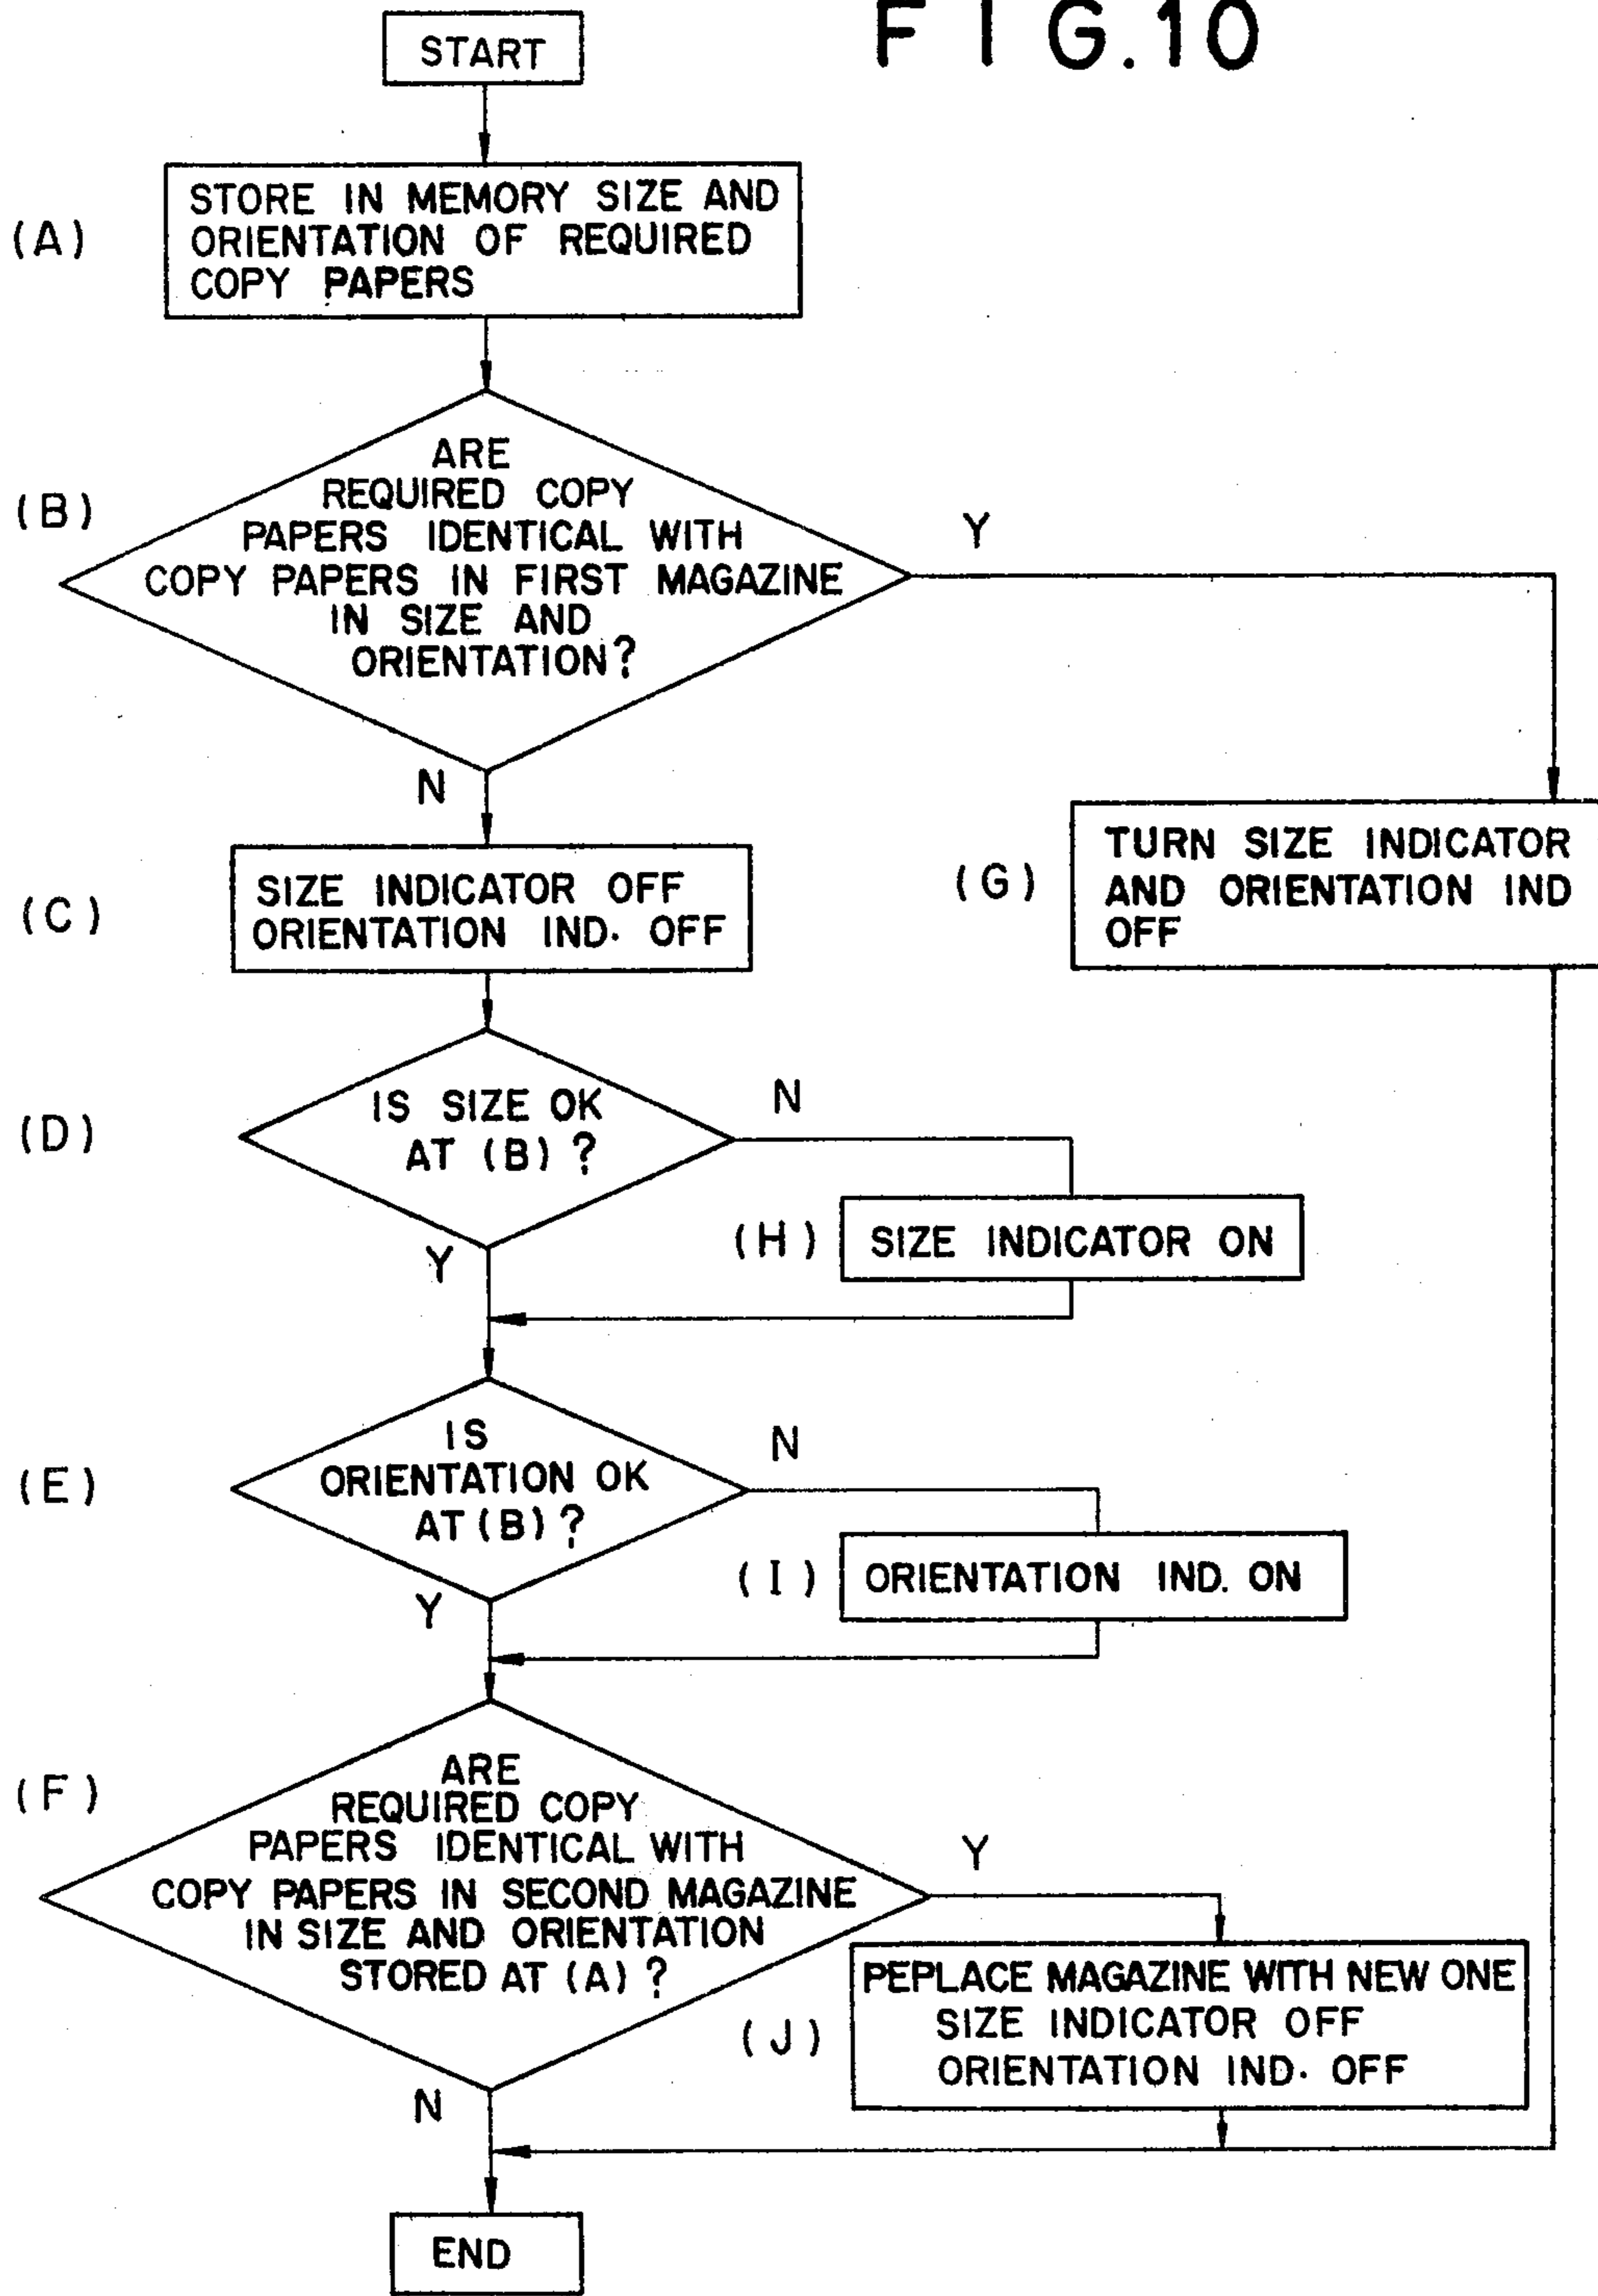 FIG.10
START
(A)
STORE IN MEMORY SIZE AND
ORIENTATION OF REQUIRED
COPY PAPERS
(B)
ARE
REQUIRED COPY
PAPERS IDENTICAL WITH
COPY PAPERS IN FIRST MAGAZINE
IN SIZE AND
ORIENTATION?
Y
N
(C)
SIZE INDICATOR OFF
ORIENTATION IND. OFF
(G)
TURN SIZE INDICATOR
AND ORIENTATION IND
OFF
(D)
IS SIZE OK
AT (B) ?
N
Y
(H)
SIZE INDICATOR ON
(E)
IS
ORIENTATION OK
AT (B) ?
N
Y
(I)
ORIENTATION IND. ON
(F)
ARE
REQUIRED COPY
PAPERS IDENTICAL WITH
COPY PAPERS IN SECOND MAGAZINE
IN SIZE AND ORIENTATION
STORED AT (A) ?
Y
N
(J)
PEPLACE MAGAZINE WITH NEW ONE
SIZE INDICATOR OFF
ORIENTATION IND. OFF
END